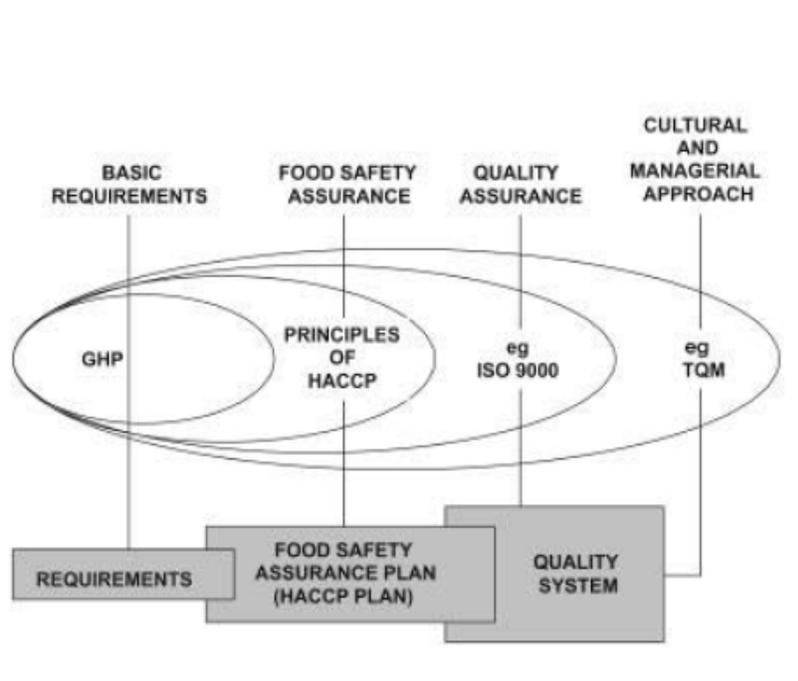 BASIC
REQUIREMENTS
FOOD SAFETY
ASSURANCE
QUALITY
ASSURANCE
CULTURAL
AND
MANAGERIAL
APPROACH
GHP
PRINCIPLES
OF
HACCP
eg
ISO 9000
eg
TQM
REQUIREMENTS
FOOD SAFETY
ASSURANCE PLAN
(HACCP PLAN)
QUALITY
SYSTEM